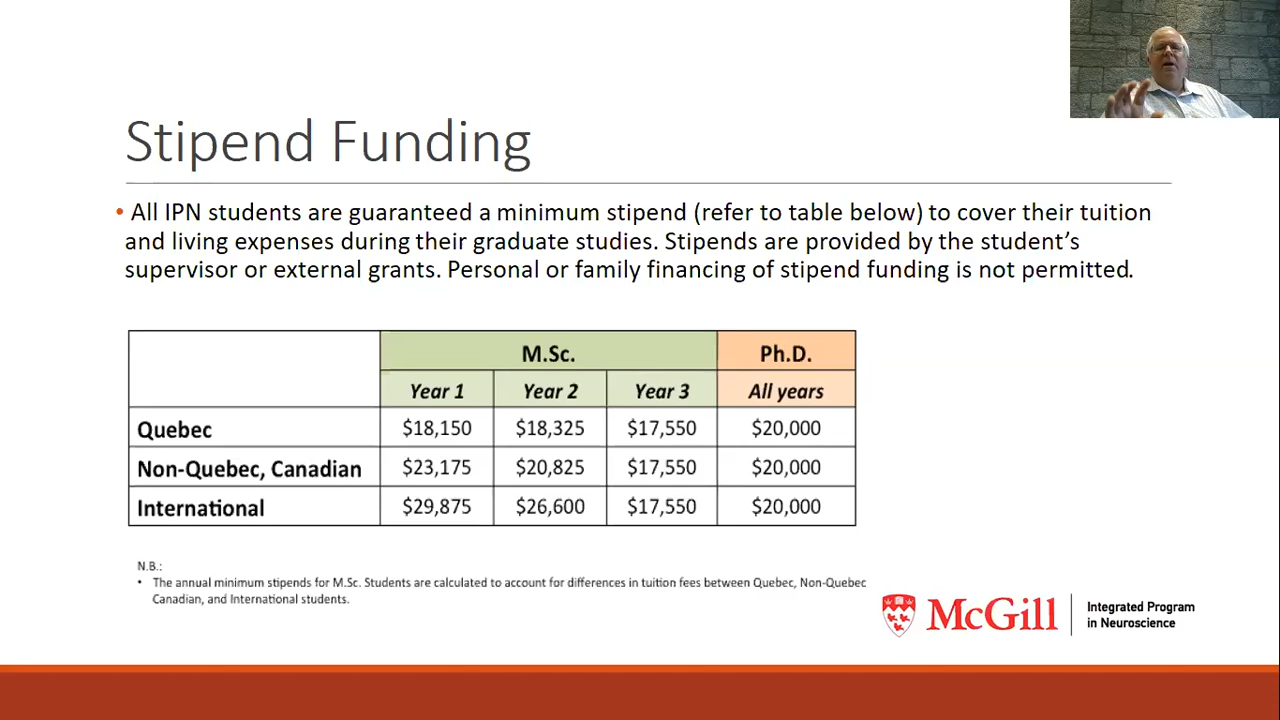 Stipend Funding
• All IPN students are guaranteed a minimum stipend (refer to table below) to cover their tuition
and living expenses during their graduate studies. Stipends are provided by the student's
supervisor or external grants. Personal or family financing of stipend funding is not permitted.
M.Sc. Ph.D.
Year 1 Year 2 Year 3 All years
Quebec $18,150 $18,325 $17,550 $20,000
Non-Quebec, Canadian $23,175 $20,825 $17,550 $20,000
International $29,875 $26,600 $17,550 $20,000
N.B.:
• The annual minimum stipends for M.Sc. Students are calculated to account for differences in tuition fees between Quebec, Non-Quebec
Canadian, and International students.
McGill
Integrated Program
in Neuroscience